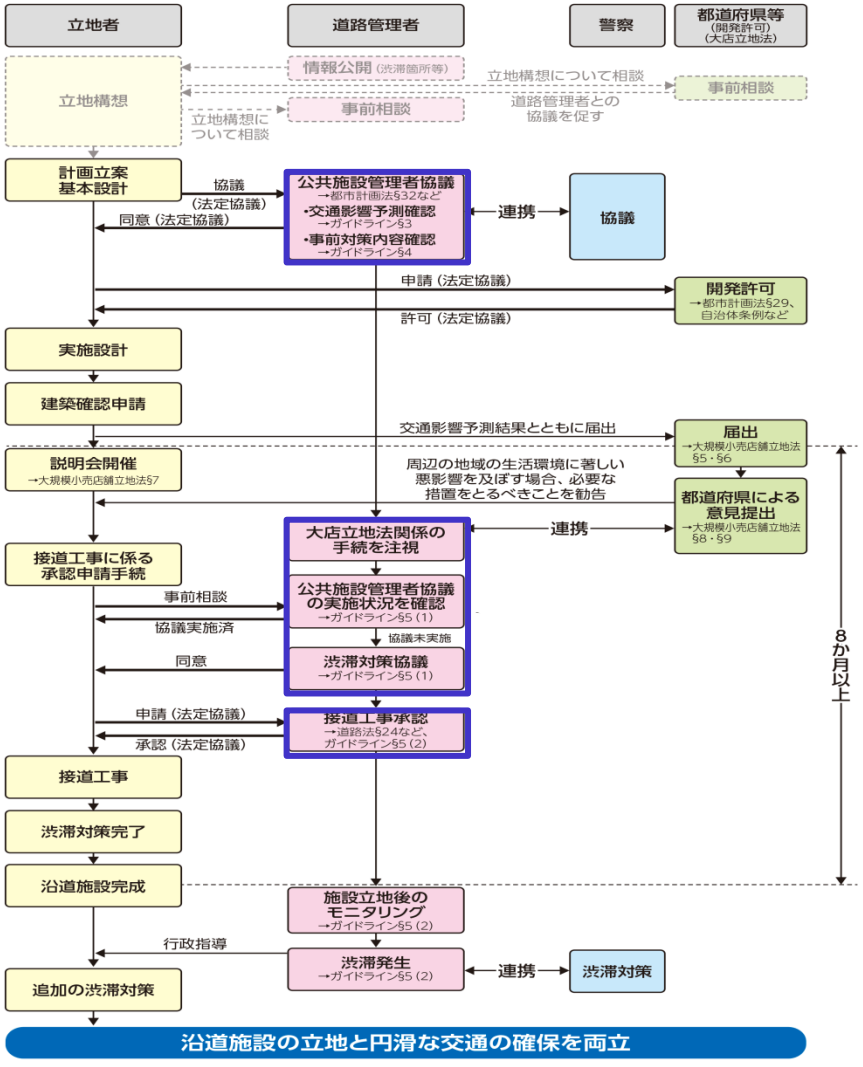 立地者
道路管理者
警察
都道府県等
(開発許可)
(大店立地法)
立地構想
情報公開 (渋滞箇所等)
立地構想について相談
事前相談
道路管理者との
協議を促す
事前相談
立地構想に
ついて相談
計画立案
基本設計
協議
(法定協議)
同意 (法定協議)
公共施設管理者協議
→都市計画法§32など
・交通影響予測確認
→ガイドライン§3
・事前対策内容確認
→ガイドライン§4
連携
協議
申請 (法定協議)
許可 (法定協議)
開発許可
→都市計画法§29、
自治体条例など
実施設計
建築確認申請
交通影響予測結果とともに届出
届出
→大規模小売店舗立地法
§5・§6
説明会開催
→大規模小売店舗立地法§7
周辺の地域の生活環境に著しい
悪影響を及ぼす場合、必要な
措置をとるべきことを勧告
都道府県による
意見提出
→大規模小売店舗立地法
§8・§9
大店立地法関係の
手続を注視
連携
接道工事に係る
承認申請手続
事前相談
協議実施済
公共施設管理者協議
の実施状況を確認
→ガイドライン§5 (1)
協議未実施
同意
渋滞対策協議
→ガイドライン§5 (1)
8か月以上
申請 (法定協議)
承認 (法定協議)
接道工事承認
→道路法§24など、
ガイドライン§5 (2)
接道工事
渋滞対策完了
沿道施設完成
施設立地後の
モニタリング
→ガイドライン§5 (2)
行政指導
渋滞発生
→ガイドライン§5 (2)
連携
渋滞対策
追加の渋滞対策
沿道施設の立地と円滑な交通の確保を両立